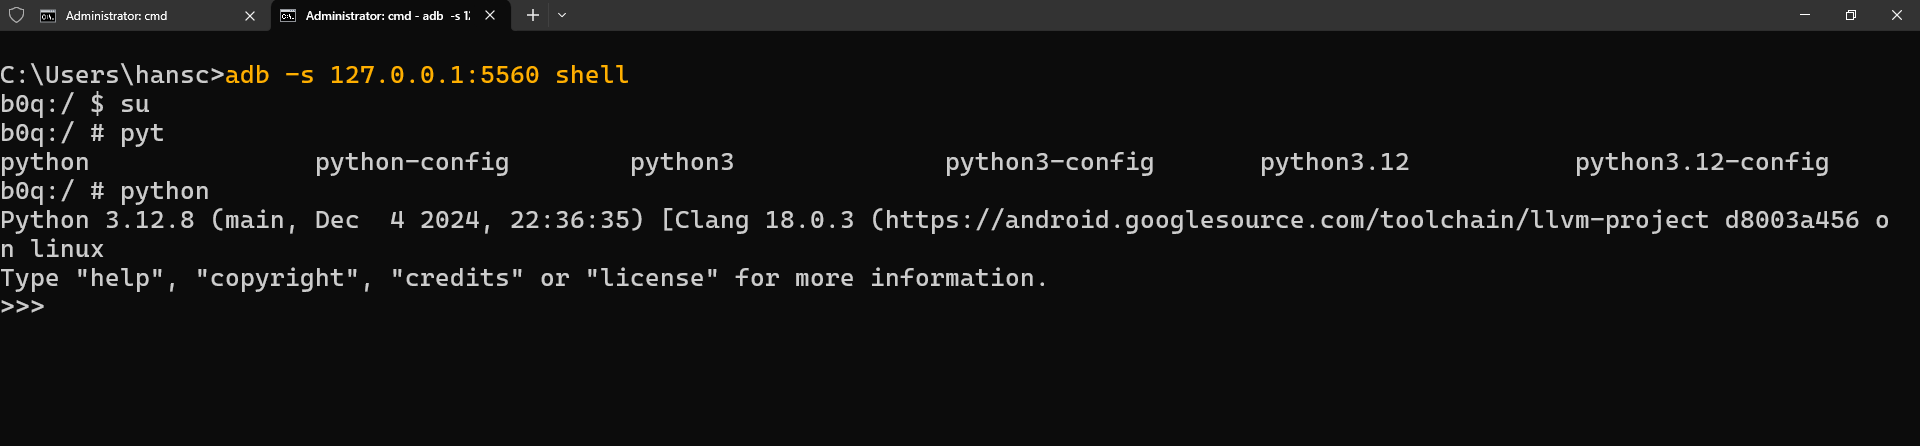 Administrator: cmd
Administrator: cmd - adb -s 12
C:\Users\hansc>adb -s 127.0.0.1:5560 shell
b0q:/ $ su
b0q:/ # pyt
python python-config python3 python3-config python3.12 python3.12-config
b0q:/ # python
Python 3.12.8 (main, Dec  4 2024, 22:36:35) [Clang 18.0.3 (https://android.googlesource.com/toolchain/llvm-project d8003a456 o
n linux
Type "help", "copyright", "credits" or "license" for more information.
>>>